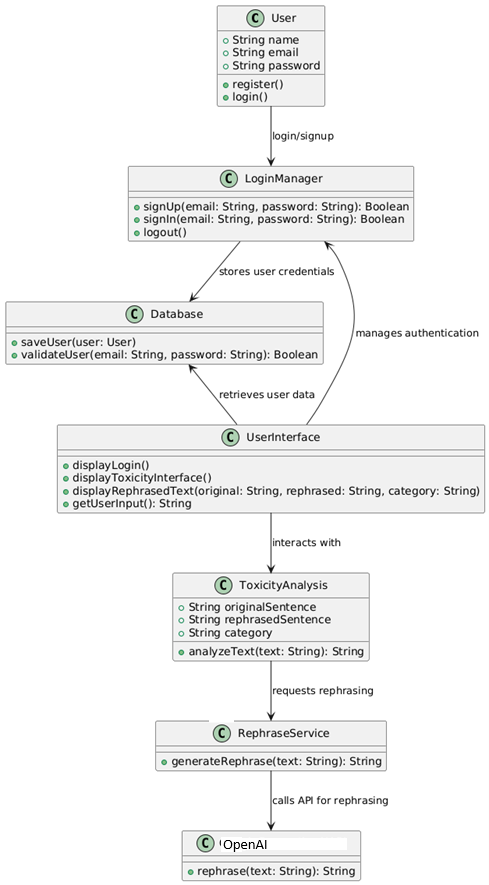 C User
String name
String email
String password
register()
login()
login/signup
C LoginManager
signUp(email: String, password: String): Boolean
signIn(email: String, password: String): Boolean
logout()
stores user credentials
C Database
saveUser(user: User)
validateUser(email: String, password: String): Boolean
manages authentication
retrieves user data
C UserInterface
displayLogin()
displayToxicityInterface()
displayRephrasedText(original: String, rephrased: String, category: String)
getUserInput(): String
interacts with
C ToxicityAnalysis
String originalSentence
String rephrasedSentence
String category
analyzeText(text: String): String
requests rephrasing
C RephraseService
generateRephrase(text: String): String
calls API for rephrasing
C OpenAI
rephrase(text: String): String